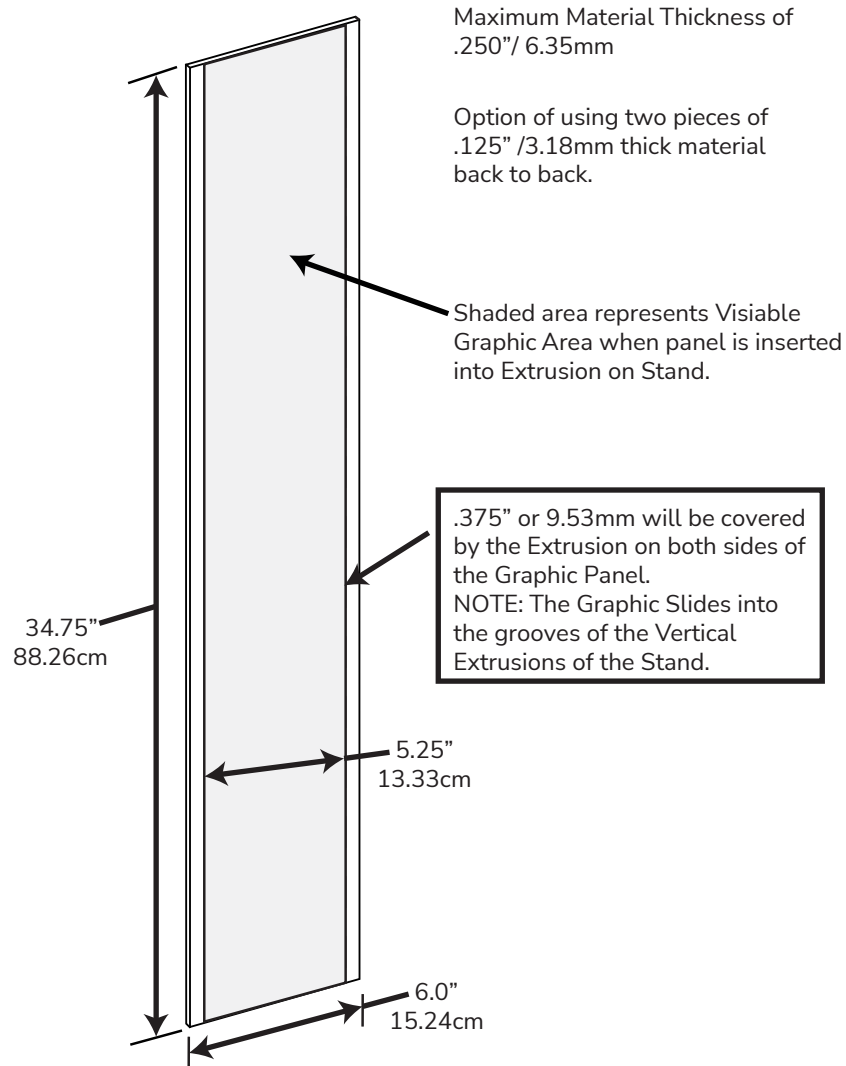 Maximum Material Thickness of
.250”/ 6.35mm
Option of using two pieces of
.125” /3.18mm thick material
back to back.
Shaded area represents Visiable
Graphic Area when panel is inserted
into Extrusion on Stand.
.375” or 9.53mm will be covered
by the Extrusion on both sides of
the Graphic Panel.
NOTE: The Graphic Slides into
the grooves of the Vertical
Extrusions of the Stand.
34.75”
88.26cm
5.25”
13.33cm
6.0”
15.24cm